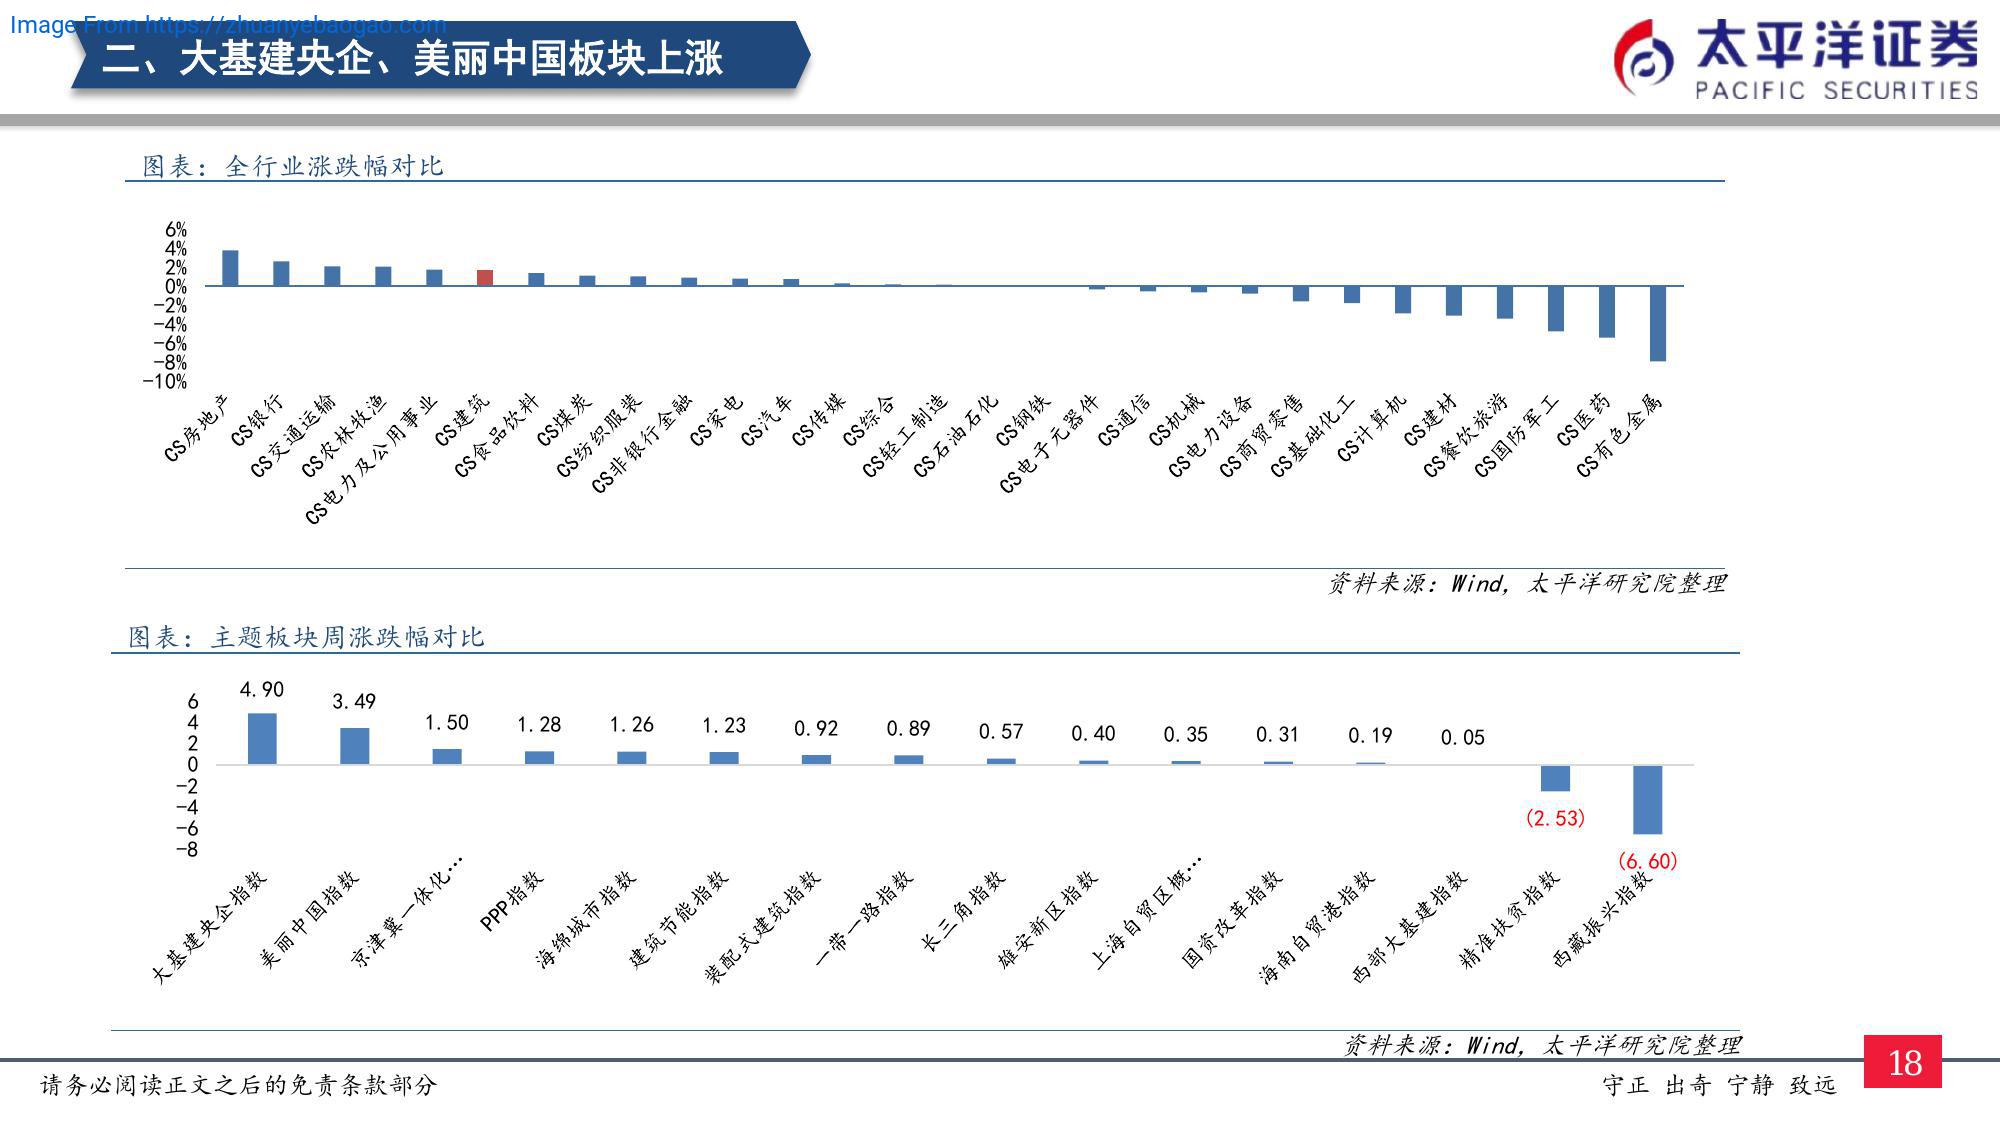 Image From https://zhuanyebaogao.com
二、大基建央企、美丽中国板块上涨
太平洋证券
PACIFIC SECURITIES
图表：全行业涨跌幅对比
6%
4%
2%
0%
-2%
-4%
-6%
-8%
-10%
CS房地产
CS银行
CS交通运输
CS农林牧渔
CS电力及公用事业
CS建筑
CS食品饮料
CS煤炭
CS纺织服装
CS非银行金融
CS家电
CS汽车
CS传媒
CS综合
CS轻工制造
CS石油石化
CS钢铁
CS电子元器件
CS通信
CS机械
CS电力设备
CS商贸零售
CS基础化工
CS计算机
CS建材
CS餐饮旅游
CS国防军工
CS医药
CS有色金属
资料来源：Wind，太平洋研究院整理
图表：主题板块周涨跌幅对比
6
4
2
0
-2
-4
-6
-8
4.90
3.49
1.50
1.28
1.26
1.23
0.92
0.89
0.57
0.40
0.35
0.31
0.19
0.05
(2.53)
(6.60)
大基建央企指数
美丽中国指数
京津冀一体化…
PPP指数
海绵城市指数
建筑节能指数
装配式建筑指数
一带一路指数
长三角指数
雄安新区指数
上海自贸区概…
国资改革指数
海南自贸港指数
西部大基建指数
精准扶贫指数
西藏振兴指数
资料来源：Wind，太平洋研究院整理
请务必阅读正文之后的免责条款部分
守正 出奇 宁静 致远
18